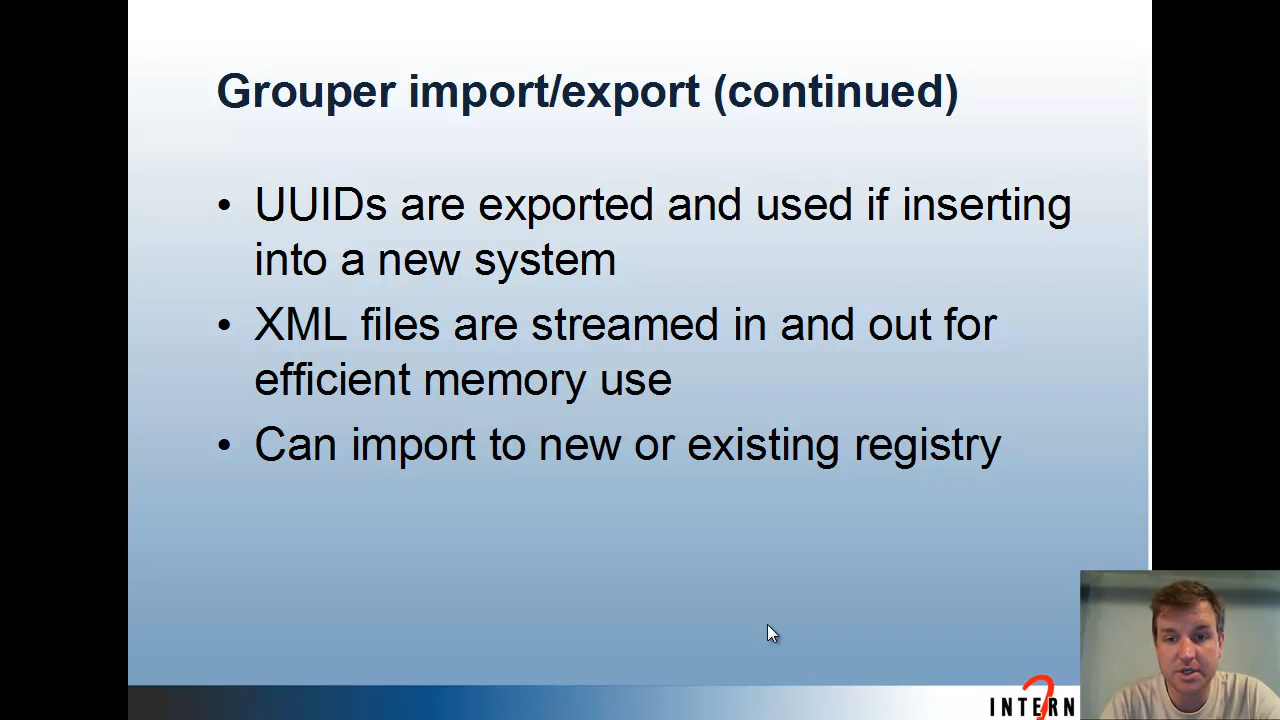 Grouper import/export (continued)
• UUIDs are exported and used if inserting
into a new system
• XML files are streamed in and out for
efficient memory use
• Can import to new or existing registry
INTERN